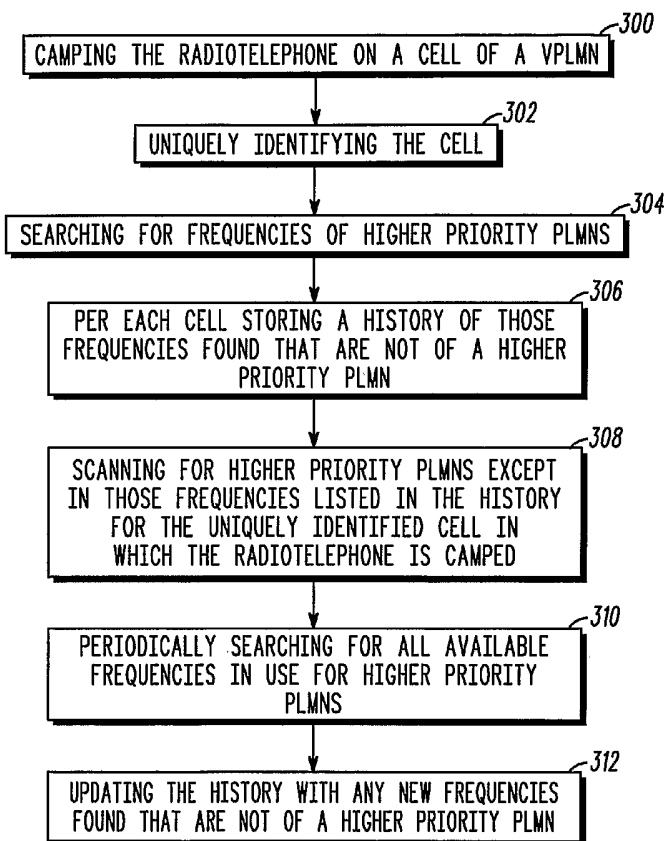 300
CAMPING THE RADIOTELEPHONE ON A CELL OF A VPLMN
302
UNIQUELY IDENTIFYING THE CELL
304
SEARCHING FOR FREQUENCIES OF HIGHER PRIORITY PLMNS
306
PER EACH CELL STORING A HISTORY OF THOSE
FREQUENCIES FOUND THAT ARE NOT OF A HIGHER
PRIORITY PLMN
308
SCANNING FOR HIGHER PRIORITY PLMNS EXCEPT
IN THOSE FREQUENCIES LISTED IN THE HISTORY
FOR THE UNIQUELY IDENTIFIED CELL IN
WHICH THE RADIOTELEPHONE IS CAMPED
310
PERIODICALLY SEARCHING FOR ALL AVAILABLE
FREQUENCIES IN USE FOR HIGHER PRIORITY
PLMNS
312
UPDATING THE HISTORY WITH ANY NEW FREQUENCIES
FOUND THAT ARE NOT OF A HIGHER PRIORITY PLMN